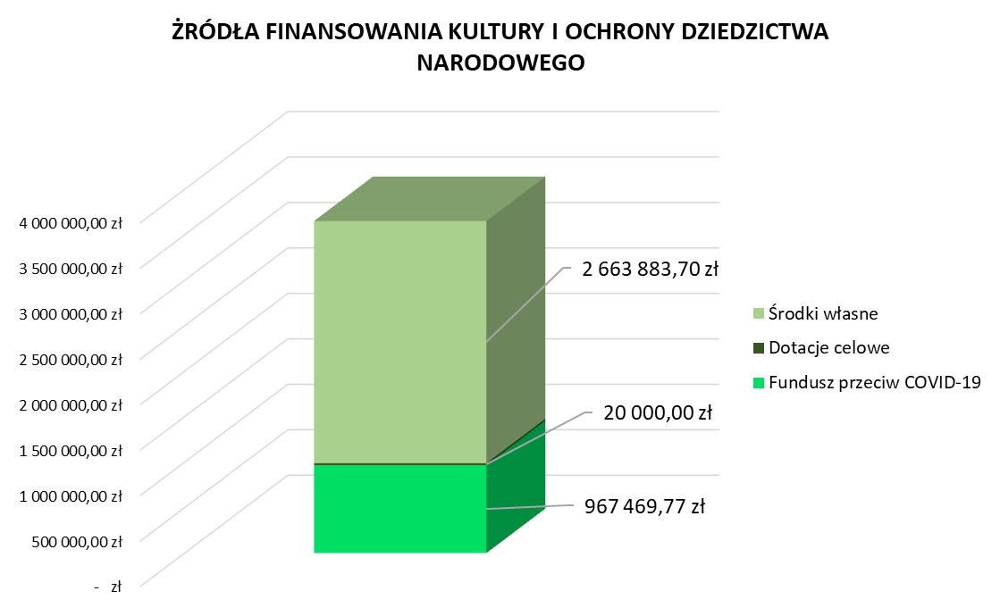 ŻRÓDŁA FINANSOWANIA KULTURY I OCHRONY DZIEDZICTWA
NARODOWEGO
4 000 000,00 zł
3 500 000,00 zł
3 000 000,00 zł
2 500 000,00 zł
2 000 000,00 zł
1 500 000,00 zł
1 000 000,00 zł
500 000,00 zł
- zł
2 663 883,70 zł
20 000,00 zł
967 469,77 zł
Środki własne
Dotacje celowe
Fundusz przeciw COVID-19